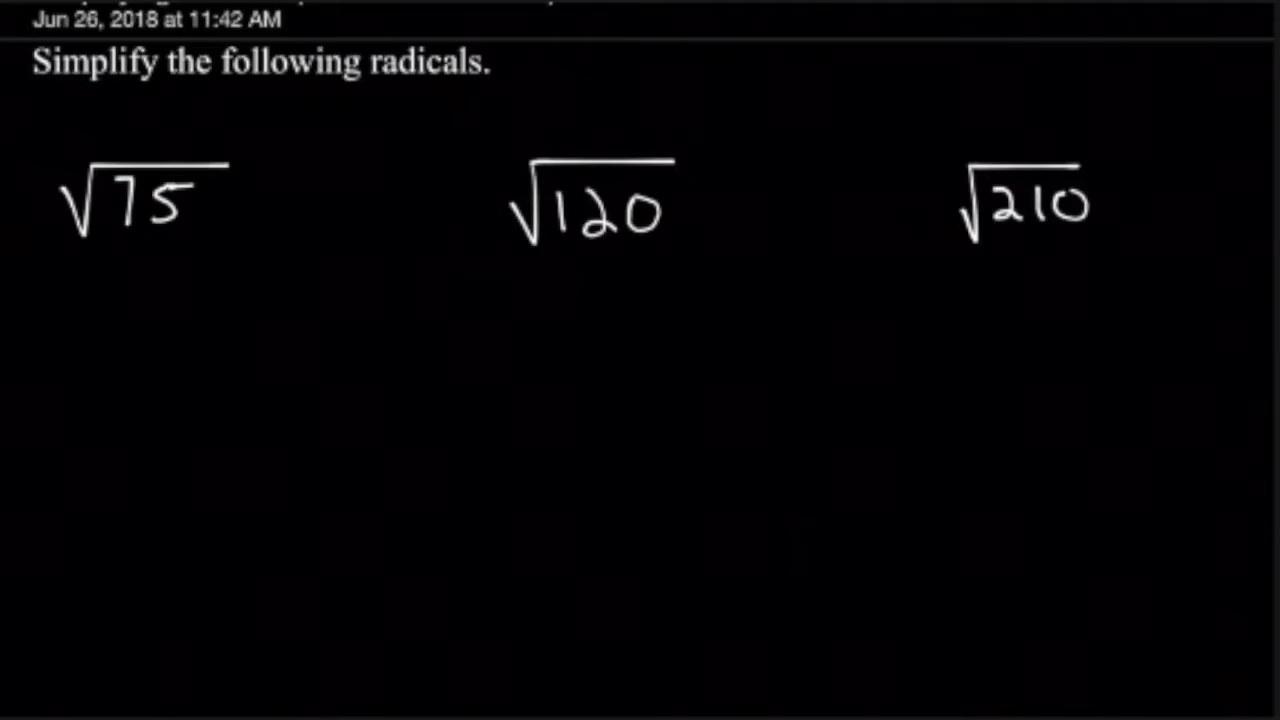 Jun 26, 2018 at 11:42 AM
Simplify the following radicals.
√75 √120 √210